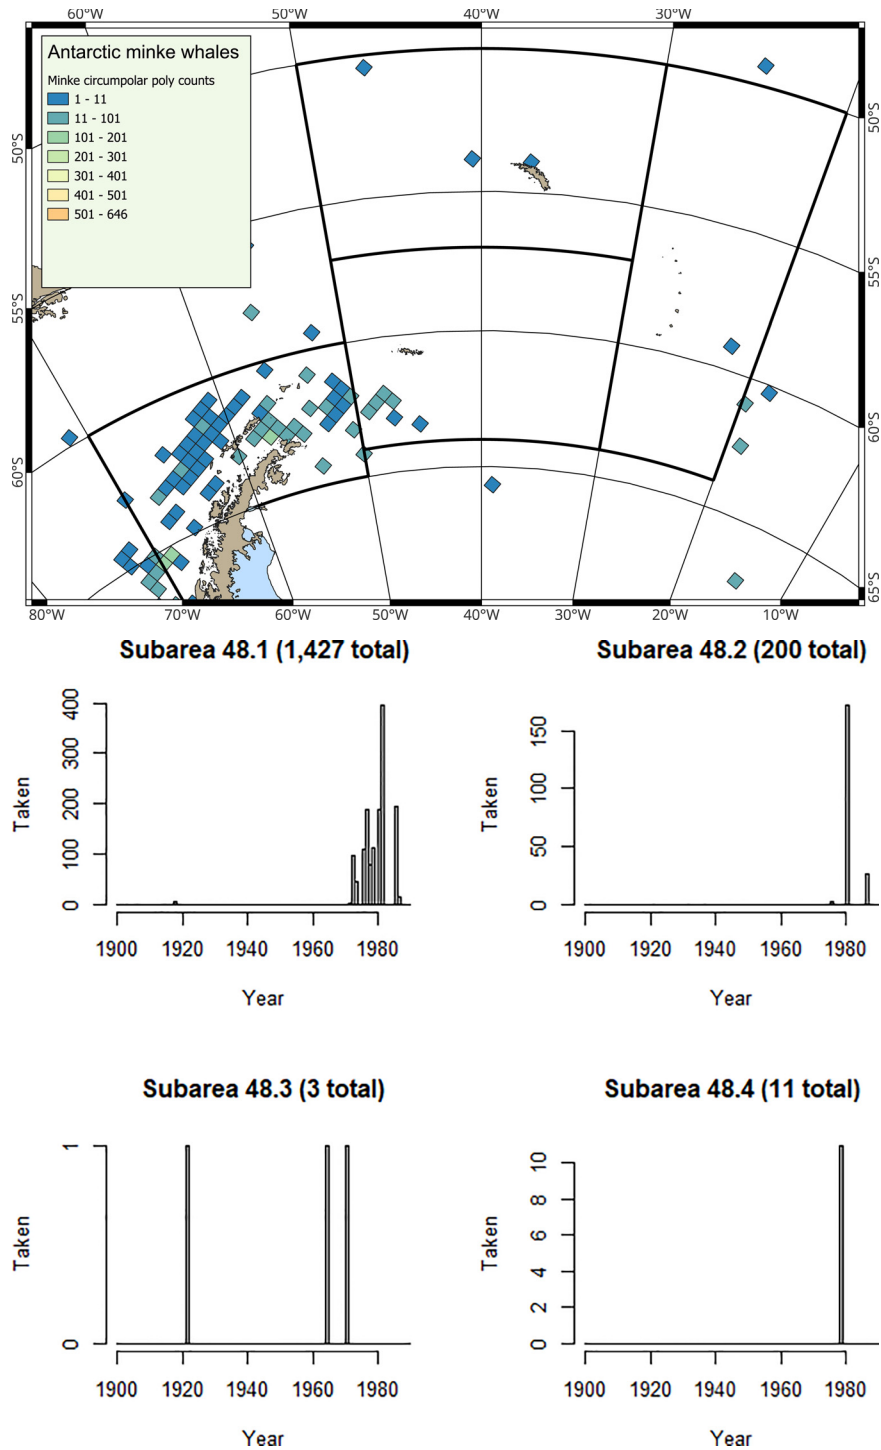 60°W 50°W 40°W 30°W
Antarctic minke whales
Minke circumpolar poly counts
1 - 11
11 - 101
101 - 201
201 - 301
301 - 401
401 - 501
501 - 646
50°S
55°S
60°S
50°S
55°S
60°S
65°S
80°W 70°W 60°W 50°W 40°W 30°W 20°W 10°W
Subarea 48.1 (1,427 total)
Taken
400
300
200
100
0
1900 1920 1940 1960 1980
Year
Subarea 48.2 (200 total)
Taken
150
100
50
0
1900 1920 1940 1960 1980
Year
Subarea 48.3 (3 total)
Taken
1
0
1900 1920 1940 1960 1980
Year
Subarea 48.4 (11 total)
Taken
10
8
6
4
2
0
1900 1920 1940 1960 1980
Year